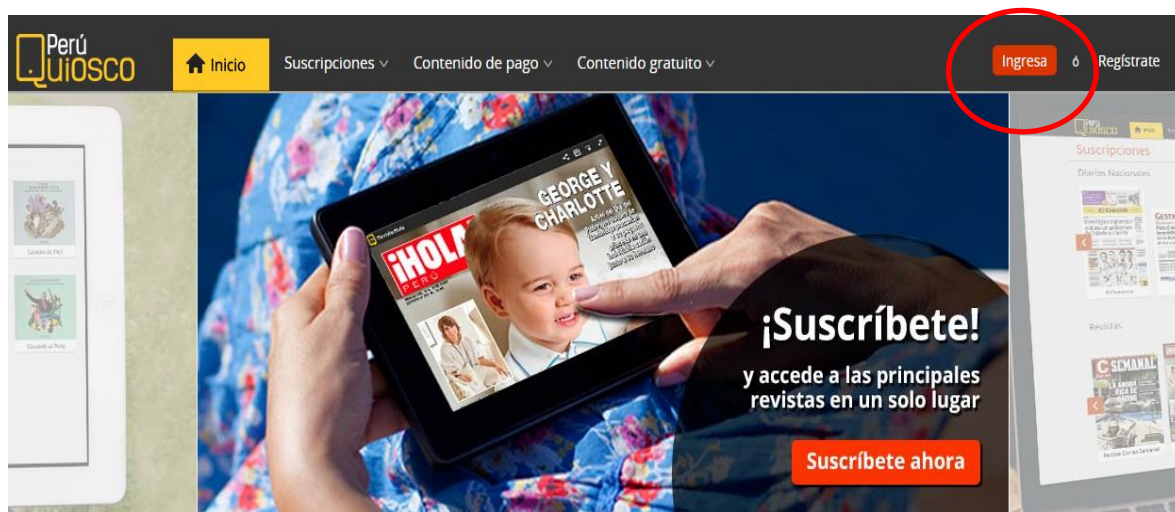 Perú
Quiosco
Inicio
Suscripciones
Contenido de pago
Contenido gratuito
Ingresa
ó
Regístrate
¡HOLA!
PERÚ
GEORGE Y
CHARLOTTE
¡Suscríbete!
y accede a las principales
revistas en un solo lugar
Suscríbete ahora
Suscripciones
Diarios Nacionales
Revistas
SEMANAL